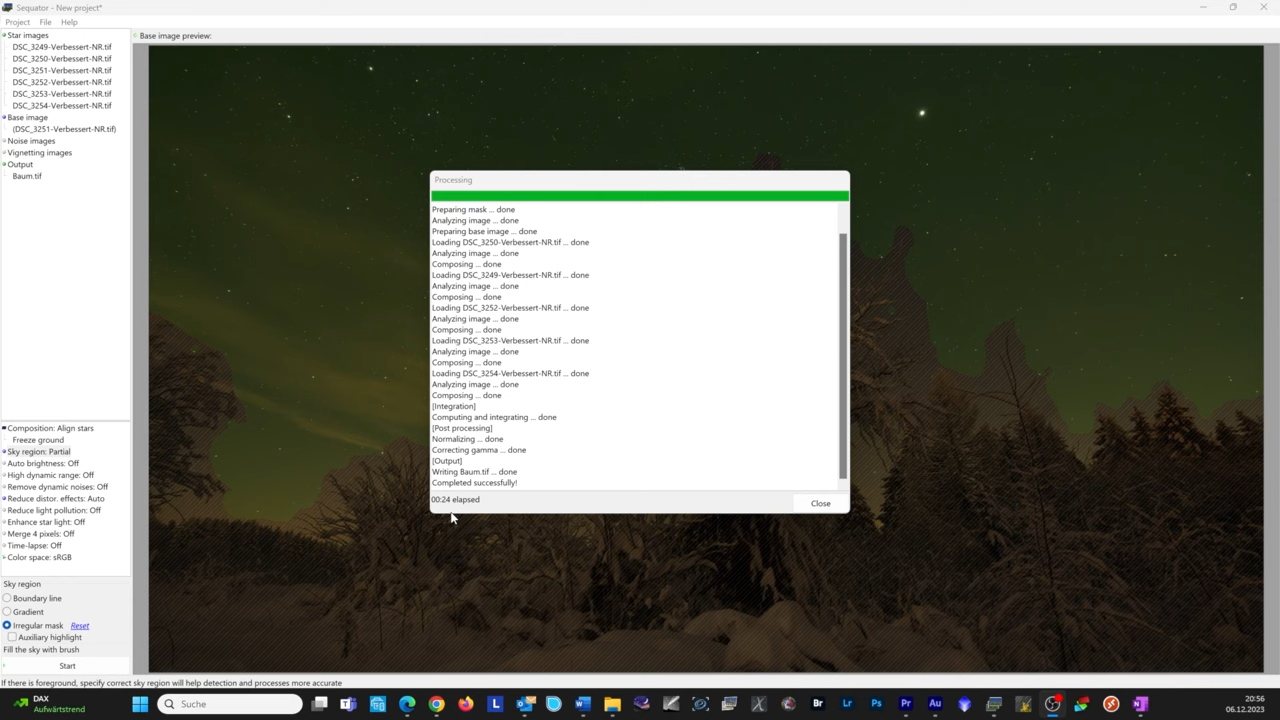 Sequator - New project*
Project File Help
Star images
DSC_3249-Verbessert-NR.tif
DSC_3250-Verbessert-NR.tif
DSC_3251-Verbessert-NR.tif
DSC_3252-Verbessert-NR.tif
DSC_3253-Verbessert-NR.tif
DSC_3254-Verbessert-NR.tif
Base image
(DSC_3251-Verbessert-NR.tif)
Noise images
Vignetting images
Output
Baum.tif
Composition: Align stars
Freeze ground
Sky region: Partial
Auto brightness: Off
High dynamic range: Off
Remove dynamic noises: Off
Reduce distor. effects: Auto
Reduce light pollution: Off
Enhance star light: Off
Merge 4 pixels: Off
Time-lapse: Off
Color space: sRGB
Sky region
Boundary line
Gradient
Irregular mask Reset
Auxiliary highlight
Fill the sky with brush
Start
Base image preview:
Processing
Preparing mask ... done
Analyzing image ... done
Preparing base image ... done
Loading DSC_3250-Verbessert-NR.tif ... done
Analyzing image ... done
Composing ... done
Loading DSC_3249-Verbessert-NR.tif ... done
Analyzing image ... done
Composing ... done
Loading DSC_3252-Verbessert-NR.tif ... done
Analyzing image ... done
Composing ... done
Loading DSC_3253-Verbessert-NR.tif ... done
Analyzing image ... done
Composing ... done
Loading DSC_3254-Verbessert-NR.tif ... done
Analyzing image ... done
Composing ... done
[Integration]
Computing and integrating ... done
[Post processing]
Normalizing ... done
Correcting gamma ... done
[Output]
Writing Baum.tif ... done
Completed successfully!
00:24 elapsed
Close
If there is foreground, specify correct sky region will help detection and processes more accurate
DAX
Aufwärtstrend
Suche
L
Br
Lr
Ps
Pr
Au
20:56
06.12.2023